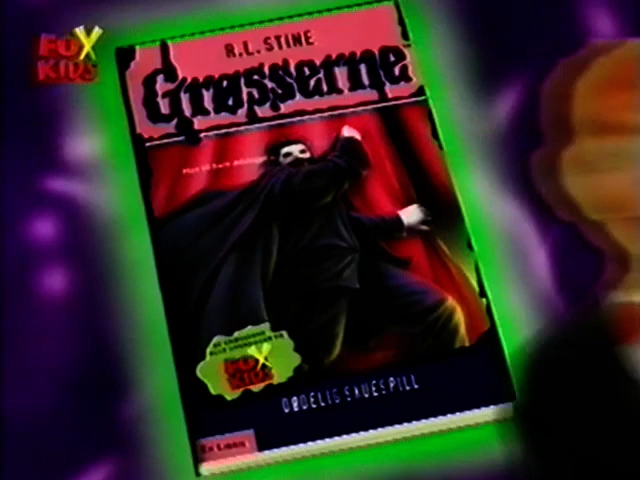 FOX
KIDS
R.L. STINE
Grøsserne
FOX
KIDS
DØDELIG SKUESPILL